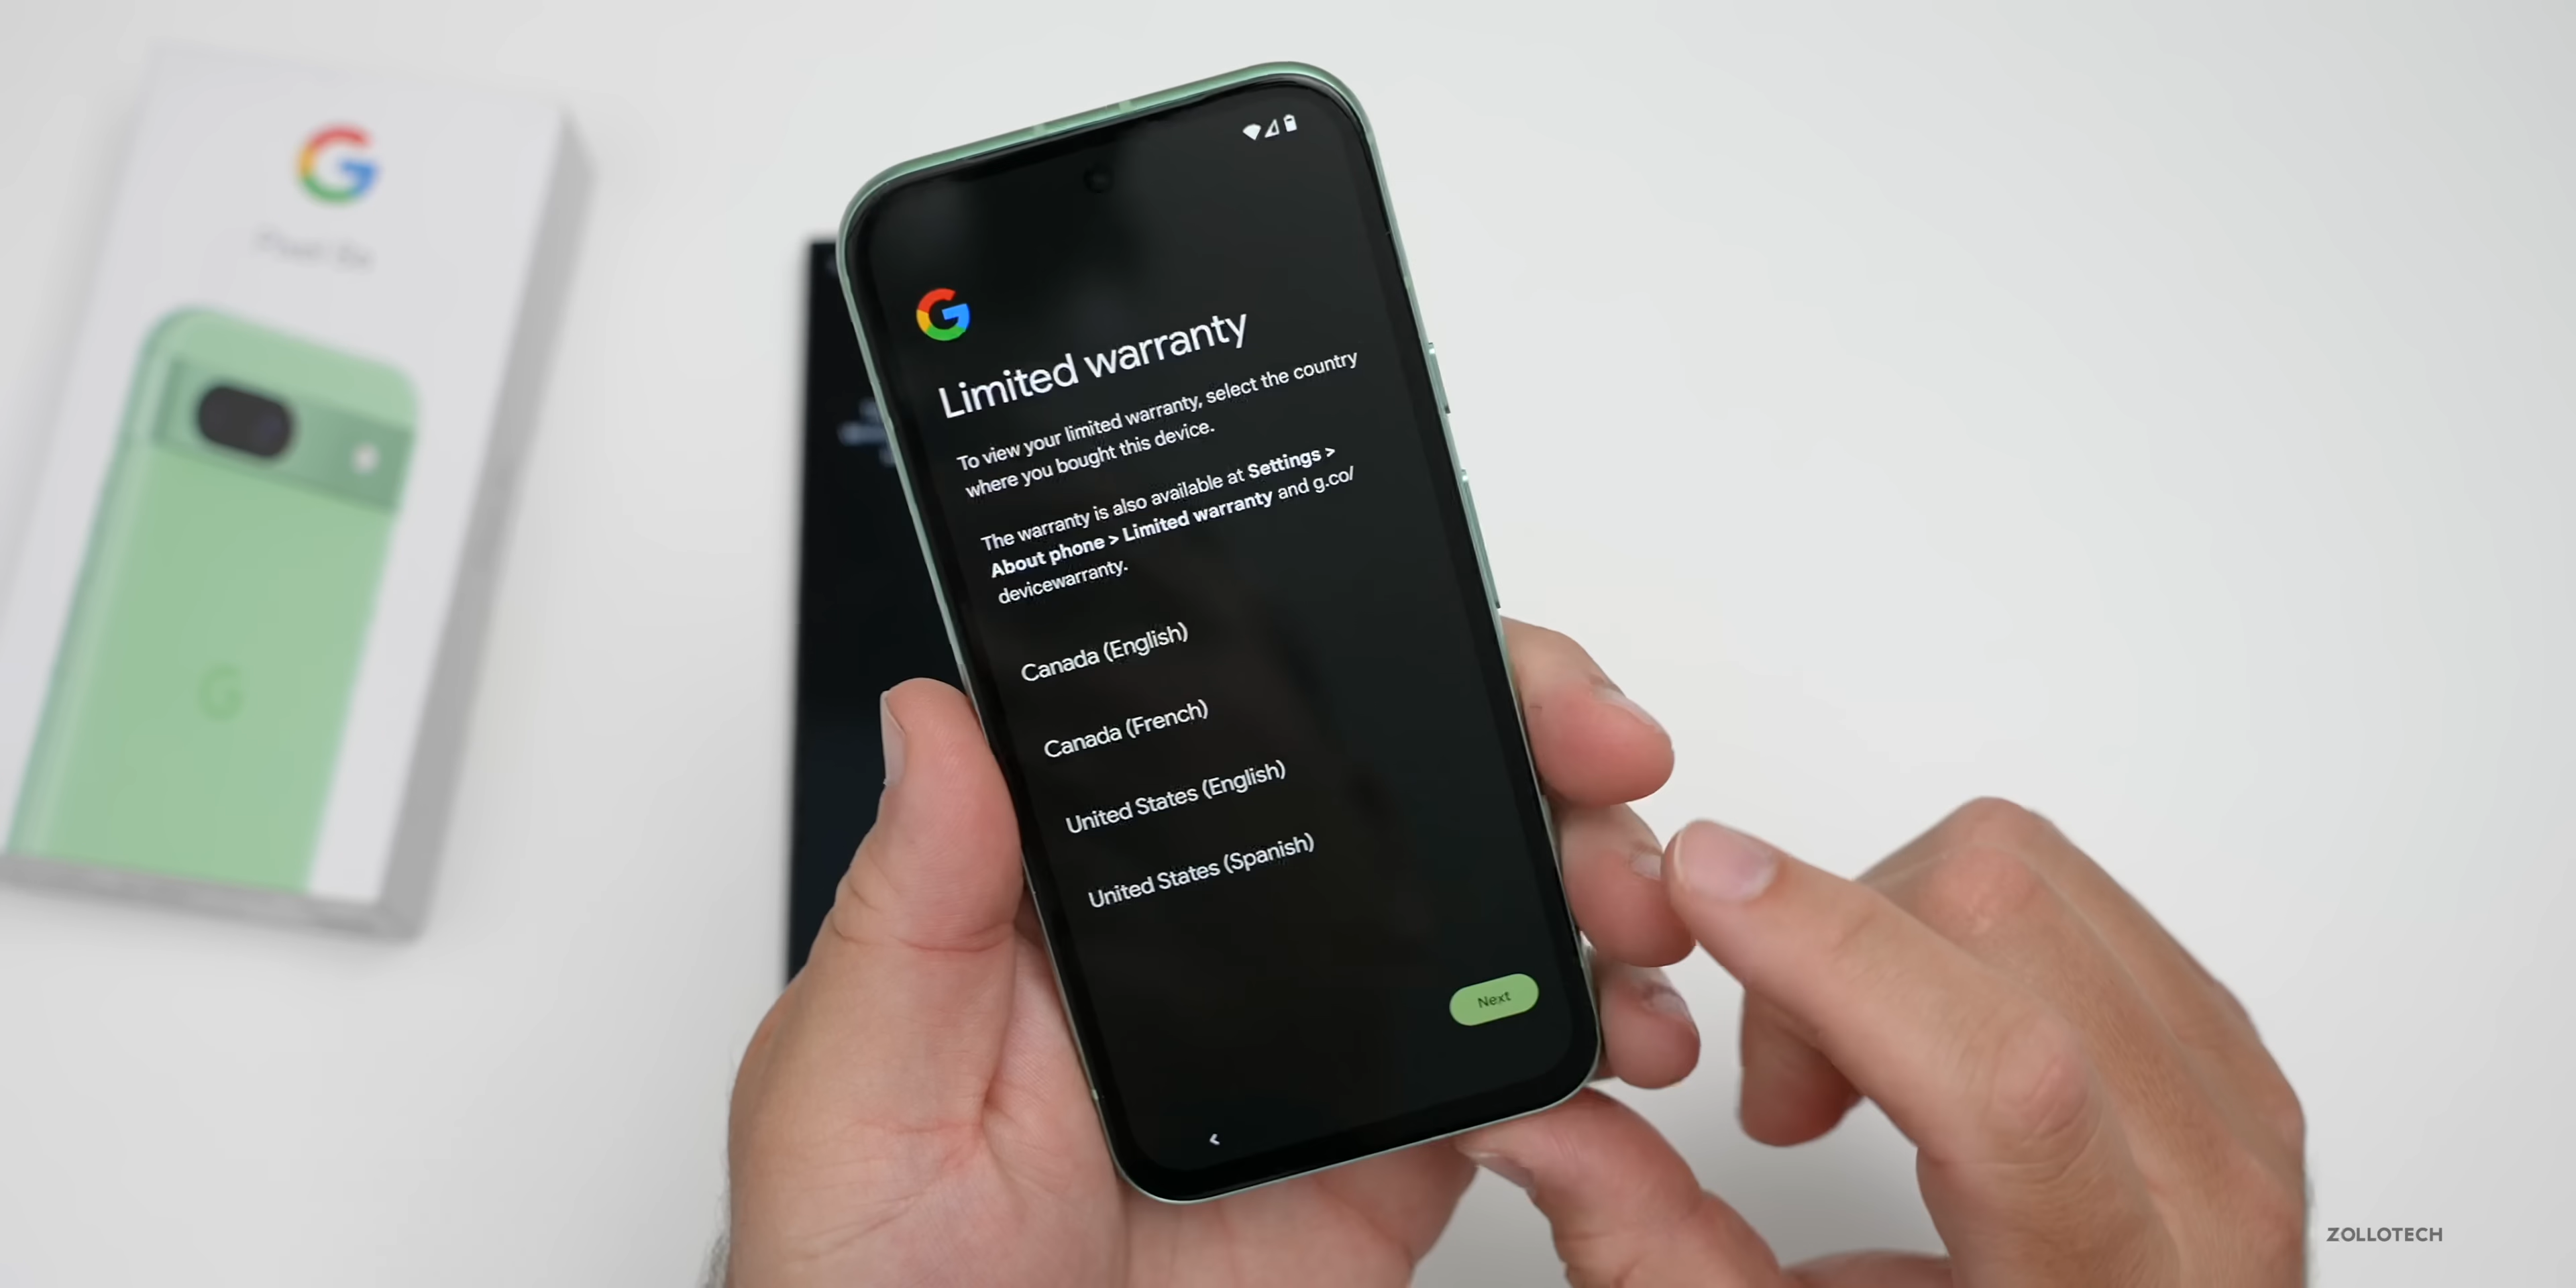 Pixel 8a
Limited warranty
To view your limited warranty, select the country
where you bought this device.
The warranty is also available at Settings >
About phone > Limited warranty and g.co/
devicewarranty.
Canada (English)
Canada (French)
United States (English)
United States (Spanish)
Next
ZOLLOTECH